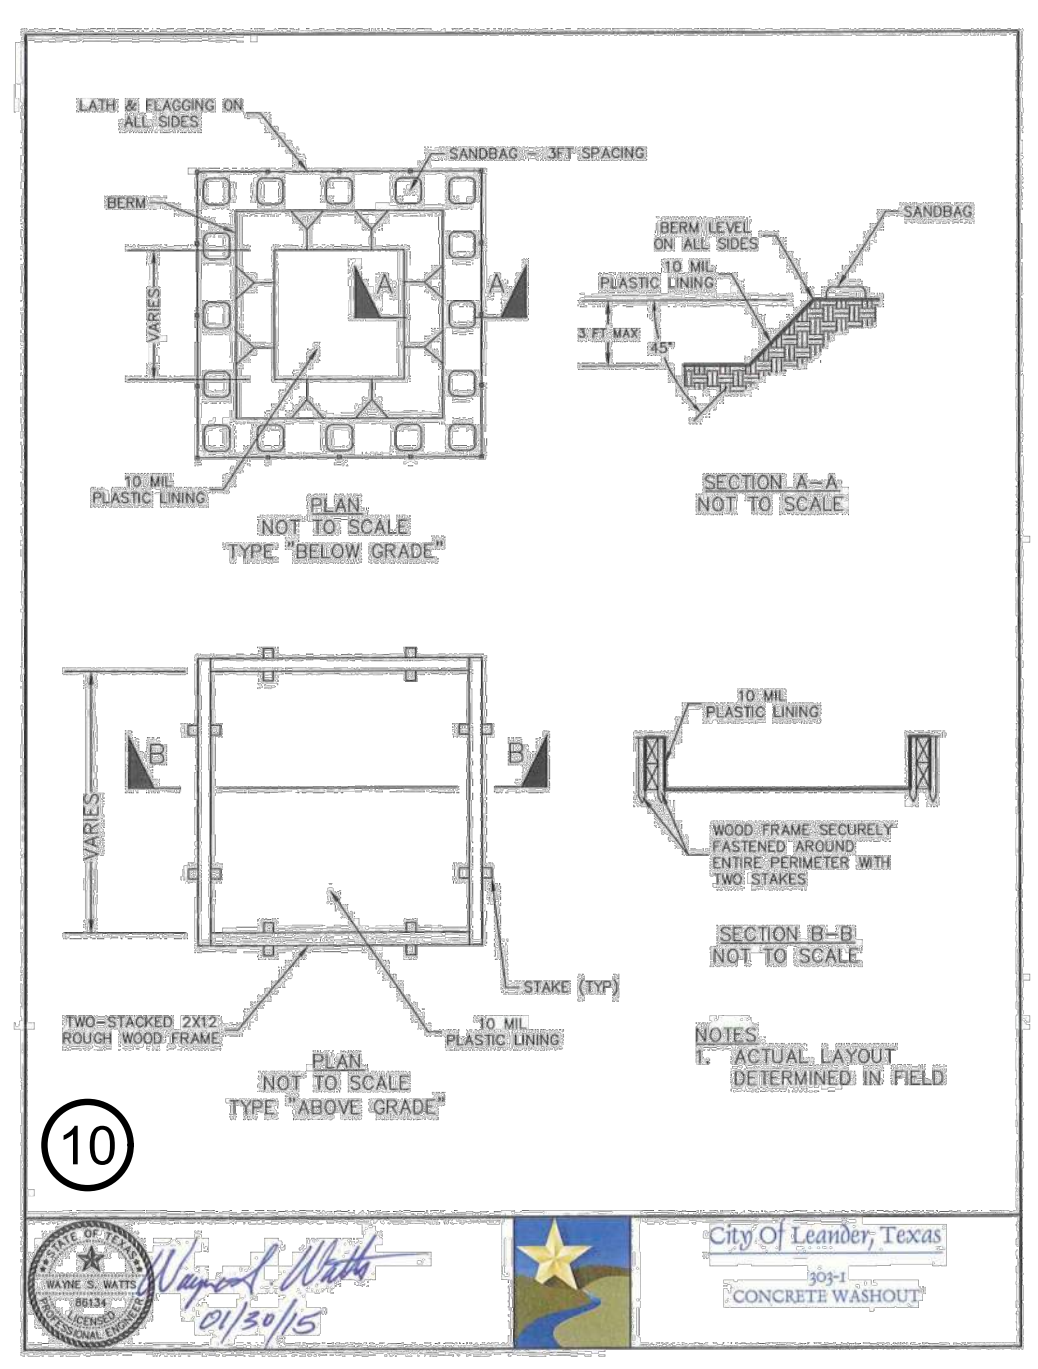 LATH & FLAGGING ON
ALL SIDES
SANDBAG - 3FT SPACING
BERM
VARIES
A
A
10 MIL
PLASTIC LINING
PLAN
NOT TO SCALE
TYPE "BELOW GRADE"
SANDBAG
BERM LEVEL
ON ALL SIDES
10 MIL
PLASTIC LINING
3 FT MAX
45°
SECTION A-A
NOT TO SCALE
B
B
VARIES
STAKE (TYP)
TWO-STACKED 2X12
ROUGH WOOD FRAME
10 MIL
PLASTIC LINING
PLAN
NOT TO SCALE
TYPE "ABOVE GRADE"
10 MIL
PLASTIC LINING
WOOD FRAME SECURELY
FASTENED AROUND
ENTIRE PERIMETER WITH
TWO STAKES
SECTION B-B
NOT TO SCALE
NOTES
1. ACTUAL LAYOUT
DETERMINED IN FIELD
10
STATE OF TEXAS
WAYNE S. WATTS
86134
LICENSED
PROFESSIONAL ENGINEER
Wayne S. Watts
01/30/15
City Of Leander, Texas
303-1
CONCRETE WASHOUT